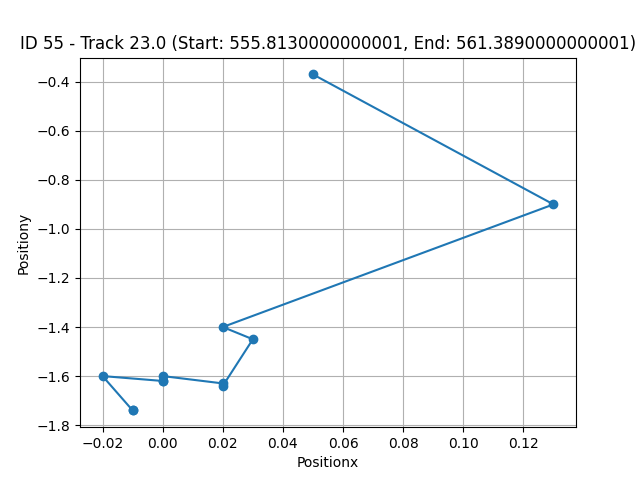 ID 55 - Track 23.0 (Start: 555.8130000000001, End: 561.3890000000001)
−0.4
−0.6
−0.8
−1.0
−1.2
−1.4
−1.6
−1.8
Positiony
−0.02 0.00 0.02 0.04 0.06 0.08 0.10 0.12
Positionx